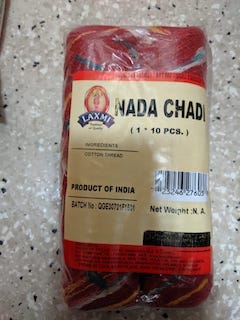 LAXMI
NADA CHADI
( 1 * 10 PCS. )
INGREDIENTS
COTTON THREAD
PRODUCT OF INDIA
Net Weight :N. A.